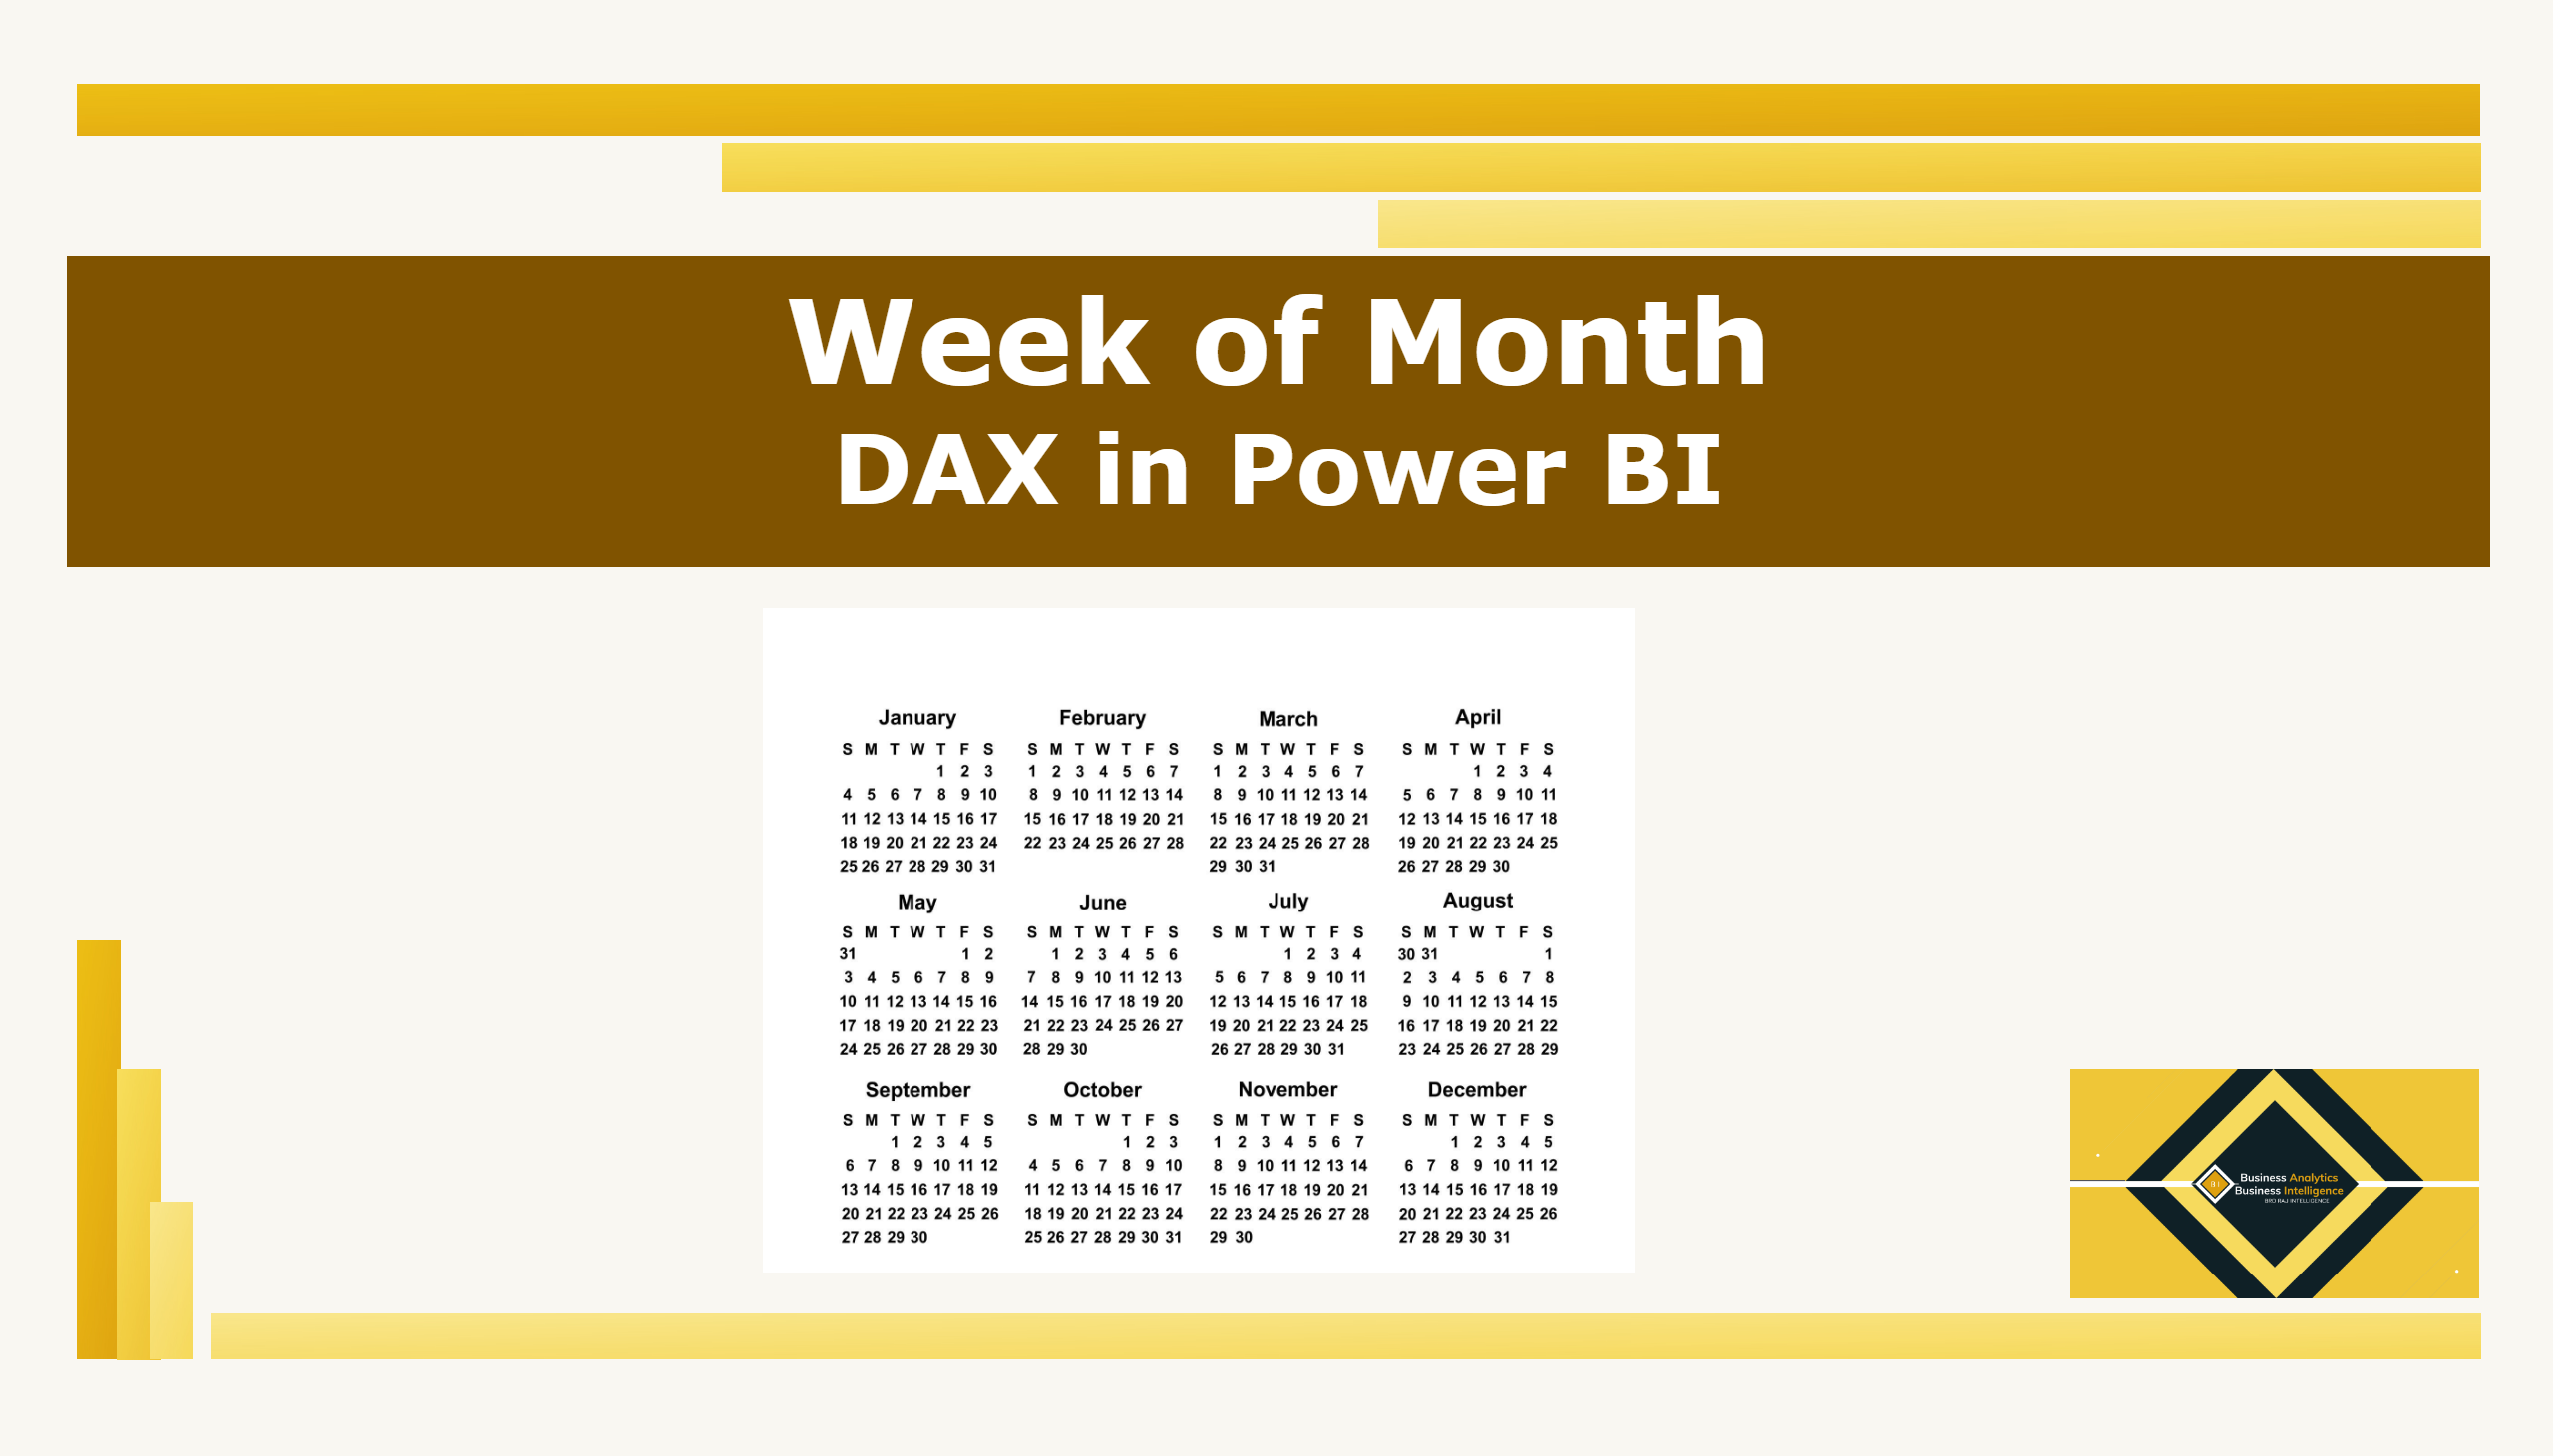 Week of Month
DAX in Power BI
January February March April
S M T W T F S S M T W T F S S M T W T F S S M T W T F S
1 2 3 1 2 3 4 5 6 7 1 2 3 4 5 6 7 1 2 3 4
4 5 6 7 8 9 10 8 9 10 11 12 13 14 8 9 10 11 12 13 14 5 6 7 8 9 10 11
11 12 13 14 15 16 17 15 16 17 18 19 20 21 15 16 17 18 19 20 21 12 13 14 15 16 17 18
18 19 20 21 22 23 24 22 23 24 25 26 27 28 22 23 24 25 26 27 28 19 20 21 22 23 24 25
25 26 27 28 29 30 31 29 30 31 26 27 28 29 30
May June July August
S M T W T F S S M T W T F S S M T W T F S S M T W T F S
31 1 2 1 2 3 4 5 6 1 2 3 4 30 31 1
3 4 5 6 7 8 9 7 8 9 10 11 12 13 5 6 7 8 9 10 11 2 3 4 5 6 7 8
10 11 12 13 14 15 16 14 15 16 17 18 19 20 12 13 14 15 16 17 18 9 10 11 12 13 14 15
17 18 19 20 21 22 23 21 22 23 24 25 26 27 19 20 21 22 23 24 25 16 17 18 19 20 21 22
24 25 26 27 28 29 30 28 29 30 26 27 28 29 30 31 23 24 25 26 27 28 29
September October November December
S M T W T F S S M T W T F S S M T W T F S S M T W T F S
1 2 3 4 5 1 2 3 1 2 3 4 5 6 7 1 2 3 4 5
6 7 8 9 10 11 12 4 5 6 7 8 9 10 8 9 10 11 12 13 14 6 7 8 9 10 11 12
13 14 15 16 17 18 19 11 12 13 14 15 16 17 15 16 17 18 19 20 21 13 14 15 16 17 18 19
20 21 22 23 24 25 26 18 19 20 21 22 23 24 22 23 24 25 26 27 28 20 21 22 23 24 25 26
27 28 29 30 25 26 27 28 29 30 31 29 30 27 28 29 30 31
Business Analytics
Business Intelligence
BRD RAJ INTELLIGENCE